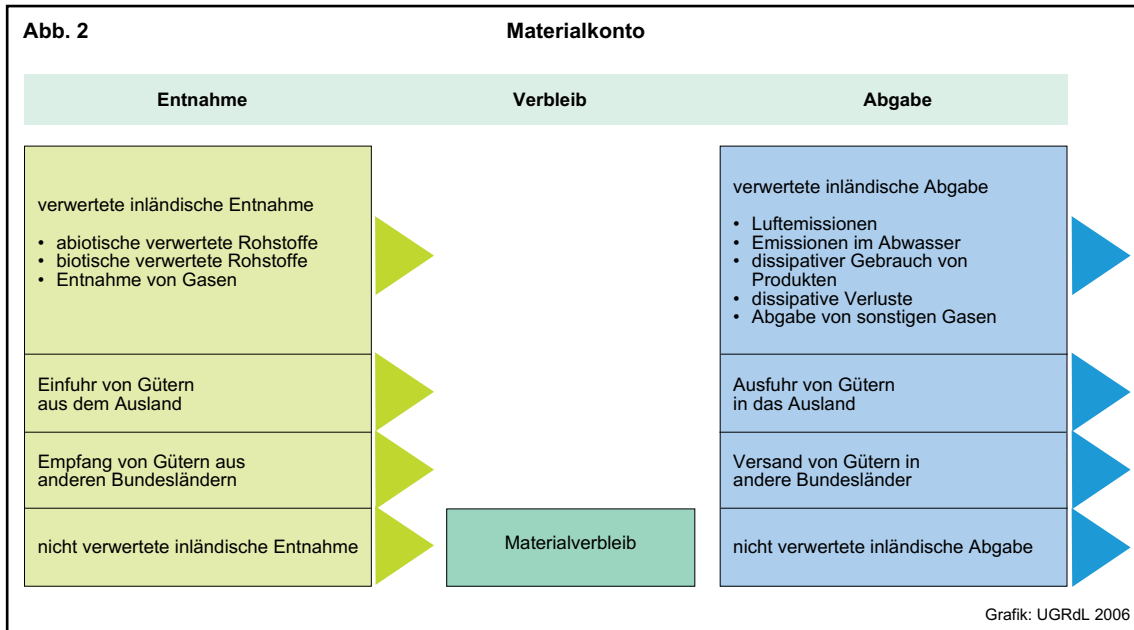 Abb. 2
Materialkonto
Entnahme
Verbleib
Abgabe
verwertete inländische Entnahme
• abiotische verwertete Rohstoffe
• biotische verwertete Rohstoffe
• Entnahme von Gasen
Einfuhr von Gütern
aus dem Ausland
Empfang von Gütern aus
anderen Bundesländern
nicht verwertete inländische Entnahme
Materialverbleib
verwertete inländische Abgabe
• Luftemissionen
• Emissionen im Abwasser
• dissipativer Gebrauch von
Produkten
• dissipative Verluste
• Abgabe von sonstigen Gasen
Ausfuhr von Gütern
in das Ausland
Versand von Gütern in
andere Bundesländer
nicht verwertete inländische Abgabe
Grafik: UGRdL 2006